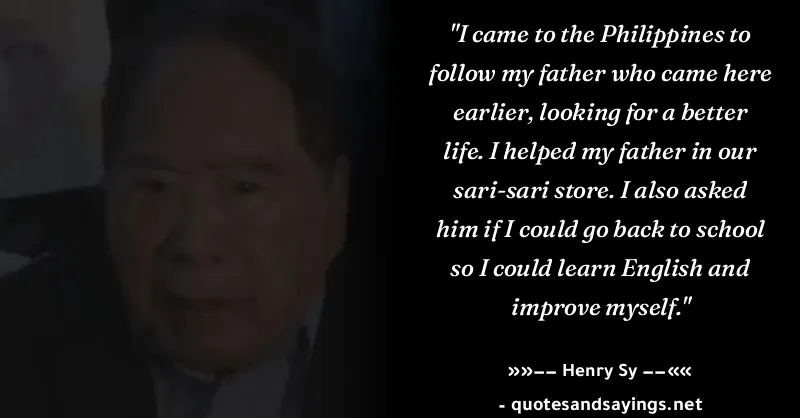 "I came to the Philippines to
follow my father who came here
earlier, looking for a better
life. I helped my father in our
sari-sari store. I also asked
him if I could go back to school
so I could learn English and
improve myself."
»»–– Henry Sy ––««
- quotesandsayings.net